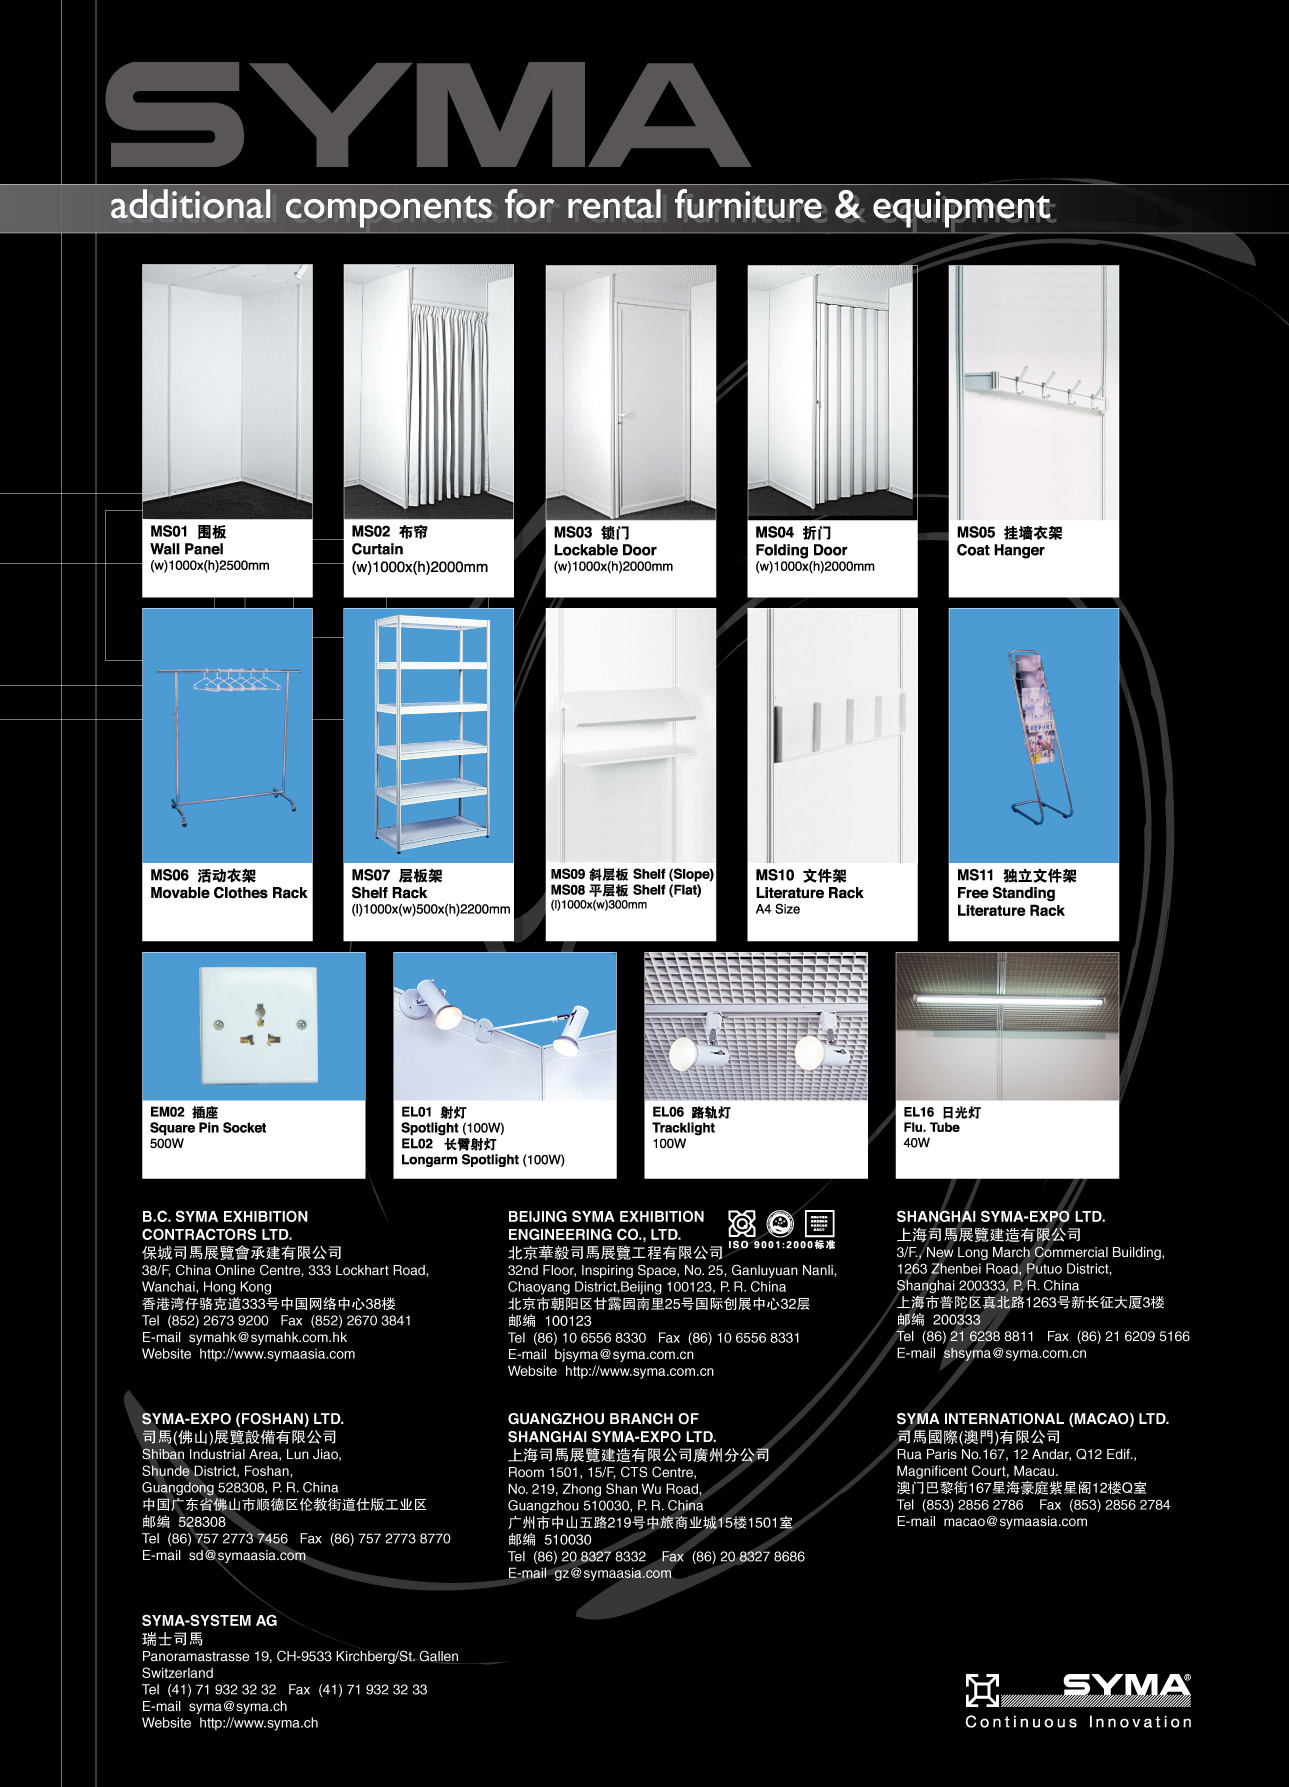 SYMA
additional components for rental furniture & equipment
MS01 围板
Wall Panel
(w)1000x(h)2500mm
MS02 布帘
Curtain
(w)1000x(h)2000mm
MS03 锁门
Lockable Door
(w)1000x(h)2000mm
MS04 折门
Folding Door
(w)1000x(h)2000mm
MS05 挂墙衣架
Coat Hanger
MS06 活动衣架
Movable Clothes Rack
MS07 层板架
Shelf Rack
(l)1000x(w)500x(h)2200mm
MS09 斜层板 Shelf (Slope)
MS08 平层板 Shelf (Flat)
(l)1000x(w)300mm
MS10 文件架
Literature Rack
A4 Size
MS11 独立文件架
Free Standing
Literature Rack
EM02 插座
Square Pin Socket
500W
EL01 射灯
Spotlight (100W)
EL02 长臂射灯
Longarm Spotlight (100W)
EL06 路轨灯
Tracklight
100W
EL16 日光灯
Flu. Tube
40W
B.C. SYMA EXHIBITION
CONTRACTORS LTD.
保城司馬展覽會承建有限公司
38/F, China Online Centre, 333 Lockhart Road,
Wanchai, Hong Kong
香港湾仔骆克道333号中国网络中心38楼
Tel (852) 2673 9200 Fax (852) 2670 3841
E-mail symahk@symahk.com.hk
Website http://www.symaasia.com
BEIJING SYMA EXHIBITION
ENGINEERING CO., LTD.
ISO 9001:2000标准
北京華毅司馬展覽工程有限公司
32nd Floor, Inspiring Space, No. 25, Ganluyuan Nanli,
Chaoyang District,Beijing 100123, P. R. China
北京市朝阳区甘露园南里25号国际创展中心32层
邮编 100123
Tel (86) 10 6556 8330 Fax (86) 10 6556 8331
E-mail bjsyma@syma.com.cn
Website http://www.syma.com.cn
SHANGHAI SYMA-EXPO LTD.
上海司馬展覽建造有限公司
3/F., New Long March Commercial Building,
1263 Zhenbei Road, Putuo District,
Shanghai 200333, P. R. China
上海市普陀区真北路1263号新长征大厦3楼
邮编 200333
Tel (86) 21 6238 8811 Fax (86) 21 6209 5166
E-mail shsyma@syma.com.cn
SYMA-EXPO (FOSHAN) LTD.
司馬(佛山)展覽設備有限公司
Shiban Industrial Area, Lun Jiao,
Shunde District, Foshan,
Guangdong 528308, P. R. China
中国广东省佛山市顺德区伦教街道仕版工业区
邮编 528308
Tel (86) 757 2773 7456 Fax (86) 757 2773 8770
E-mail sd@symaasia.com
GUANGZHOU BRANCH OF
SHANGHAI SYMA-EXPO LTD.
上海司馬展覽建造有限公司廣州分公司
Room 1501, 15/F, CTS Centre,
No. 219, Zhong Shan Wu Road,
Guangzhou 510030, P. R. China
广州市中山五路219号中旅商业城15楼1501室
邮编 510030
Tel (86) 20 8327 8332 Fax (86) 20 8327 8686
E-mail gz@symaasia.com
SYMA INTERNATIONAL (MACAO) LTD.
司馬國際(澳門)有限公司
Rua Paris No.167, 12 Andar, Q12 Edif.,
Magnificent Court, Macau.
澳门巴黎街167星海豪庭紫星阁12楼Q室
Tel (853) 2856 2786 Fax (853) 2856 2784
E-mail macao@symaasia.com
SYMA-SYSTEM AG
瑞士司馬
Panoramastrasse 19, CH-9533 Kirchberg/St. Gallen
Switzerland
Tel (41) 71 932 32 32 Fax (41) 71 932 32 33
E-mail syma@syma.ch
Website http://www.syma.ch
SYMA®
Continuous Innovation